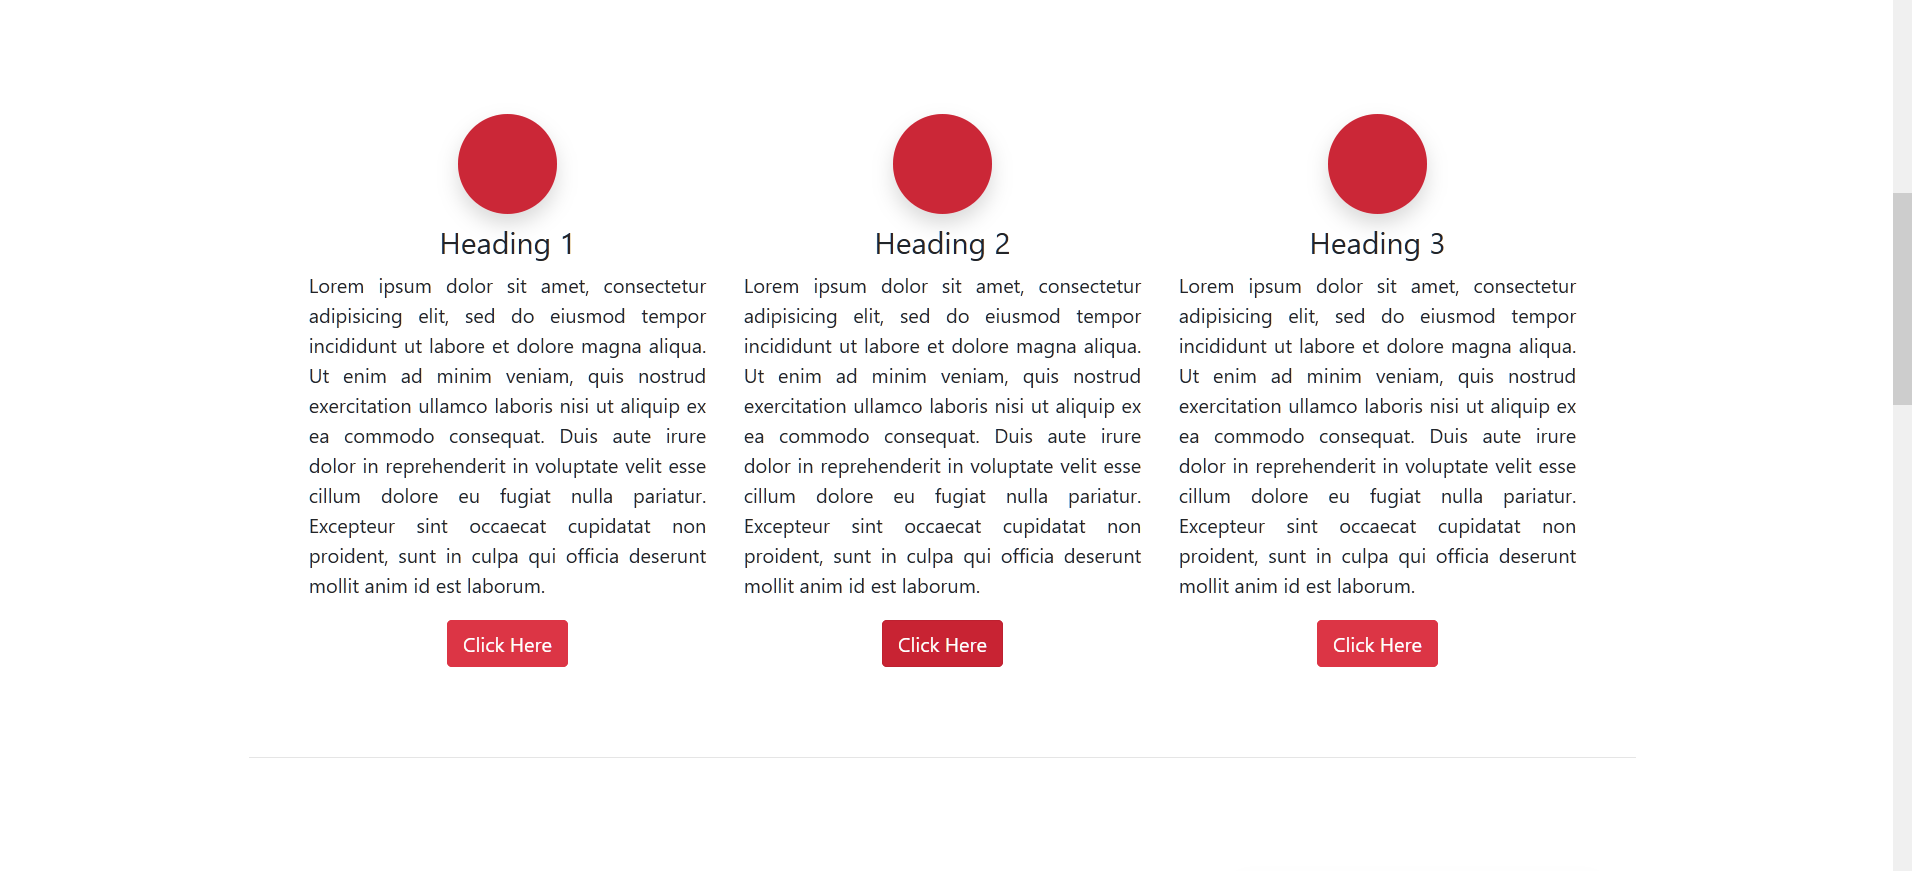 Heading 1
Lorem ipsum dolor sit amet, consectetur
adipisicing elit, sed do eiusmod tempor
incididunt ut labore et dolore magna aliqua.
Ut enim ad minim veniam, quis nostrud
exercitation ullamco laboris nisi ut aliquip ex
ea commodo consequat. Duis aute irure
dolor in reprehenderit in voluptate velit esse
cillum dolore eu fugiat nulla pariatur.
Excepteur sint occaecat cupidatat non
proident, sunt in culpa qui officia deserunt
mollit anim id est laborum.
Click Here
Heading 2
Lorem ipsum dolor sit amet, consectetur
adipisicing elit, sed do eiusmod tempor
incididunt ut labore et dolore magna aliqua.
Ut enim ad minim veniam, quis nostrud
exercitation ullamco laboris nisi ut aliquip ex
ea commodo consequat. Duis aute irure
dolor in reprehenderit in voluptate velit esse
cillum dolore eu fugiat nulla pariatur.
Excepteur sint occaecat cupidatat non
proident, sunt in culpa qui officia deserunt
mollit anim id est laborum.
Click Here
Heading 3
Lorem ipsum dolor sit amet, consectetur
adipisicing elit, sed do eiusmod tempor
incididunt ut labore et dolore magna aliqua.
Ut enim ad minim veniam, quis nostrud
exercitation ullamco laboris nisi ut aliquip ex
ea commodo consequat. Duis aute irure
dolor in reprehenderit in voluptate velit esse
cillum dolore eu fugiat nulla pariatur.
Excepteur sint occaecat cupidatat non
proident, sunt in culpa qui officia deserunt
mollit anim id est laborum.
Click Here